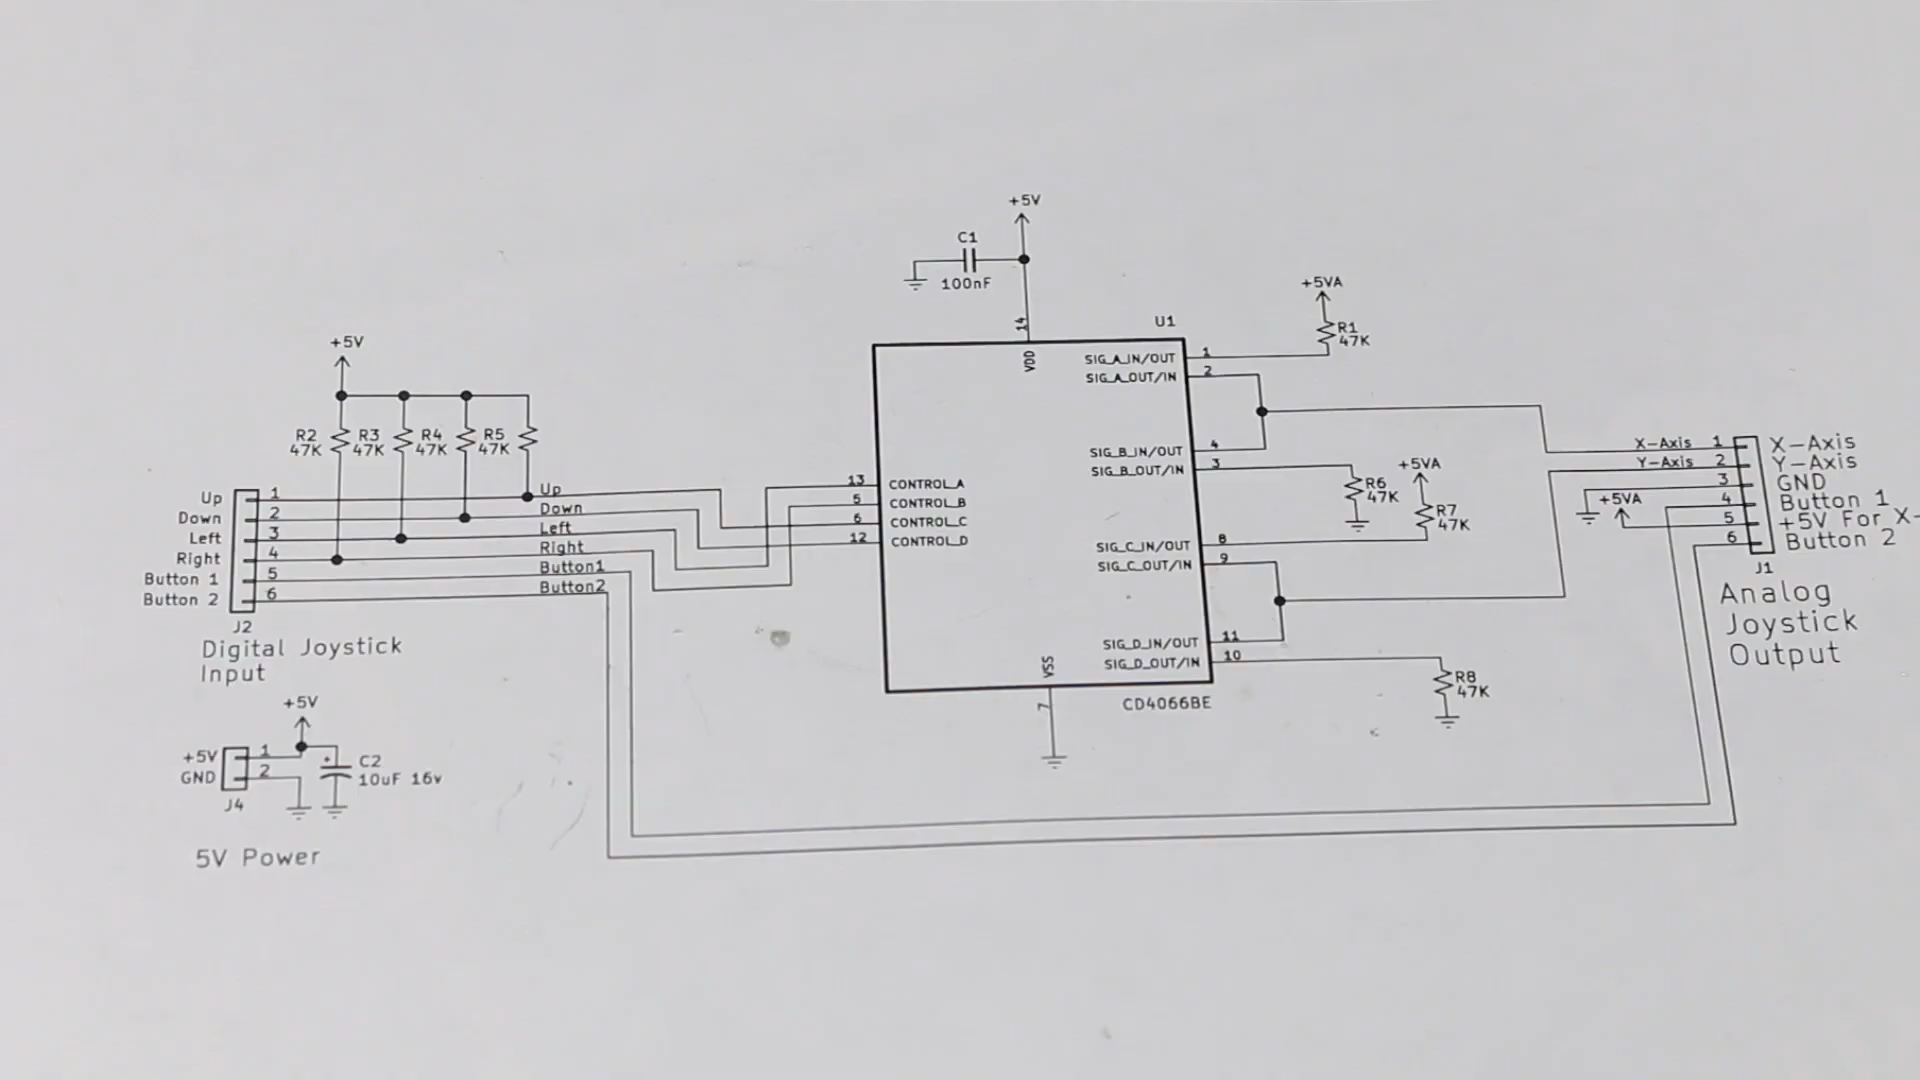 +5V
C1
100nF
14
VDD
U1
+5VA
R1
47K
+5V
R2
47K
R3
47K
R4
47K
R5
47K
Up
Down
Left
Right
Button 1
Button 2
1
2
3
4
5
6
J2
Digital Joystick
Input
Up
Down
Left
Right
Button1
Button2
13
5
6
12
CONTROL_A
CONTROL_B
CONTROL_C
CONTROL_D
SIG_A_IN/OUT
SIG_A_OUT/IN
SIG_B_IN/OUT
SIG_B_OUT/IN
SIG_C_IN/OUT
SIG_C_OUT/IN
SIG_D_IN/OUT
SIG_D_OUT/IN
1
2
4
3
8
9
11
10
VSS
7
CD4066BE
R6
47K
+5VA
R7
47K
R8
47K
X-Axis 1
Y-Axis 2
3
+5VA
4
5
6
X-Axis
Y-Axis
GND
Button 1
+5V For X-
Button 2
J1
Analog
Joystick
Output
+5V
+5V
GND
1
2
J4
+
C2
10uF 16v
5V Power